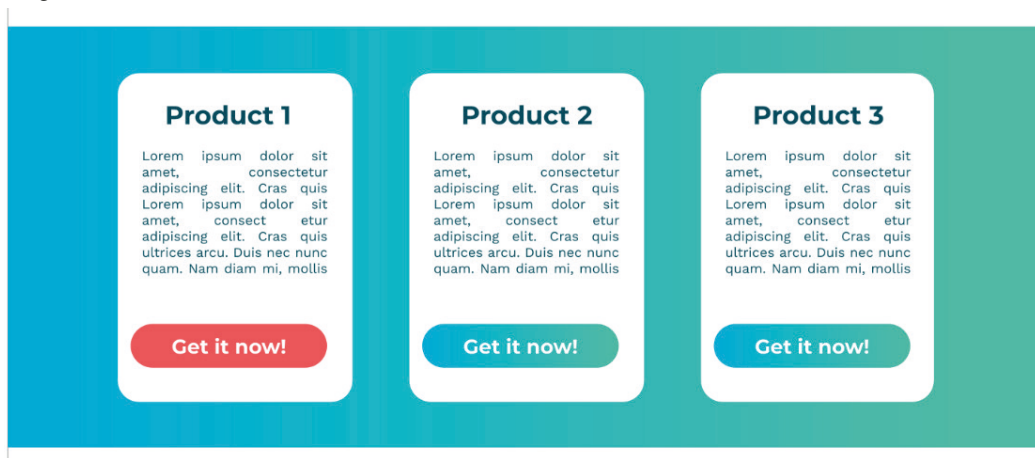 Product 1
Lorem ipsum dolor sit
amet, consectetur
adipiscing elit. Cras quis
Lorem ipsum dolor sit
amet, consect etur
adipiscing elit. Cras quis
ultrices arcu. Duis nec nunc
quam. Nam diam mi, mollis
Get it now!
Product 2
Lorem ipsum dolor sit
amet, consectetur
adipiscing elit. Cras quis
Lorem ipsum dolor sit
amet, consect etur
adipiscing elit. Cras quis
ultrices arcu. Duis nec nunc
quam. Nam diam mi, mollis
Get it now!
Product 3
Lorem ipsum dolor sit
amet, consectetur
adipiscing elit. Cras quis
Lorem ipsum dolor sit
amet, consect etur
adipiscing elit. Cras quis
ultrices arcu. Duis nec nunc
quam. Nam diam mi, mollis
Get it now!